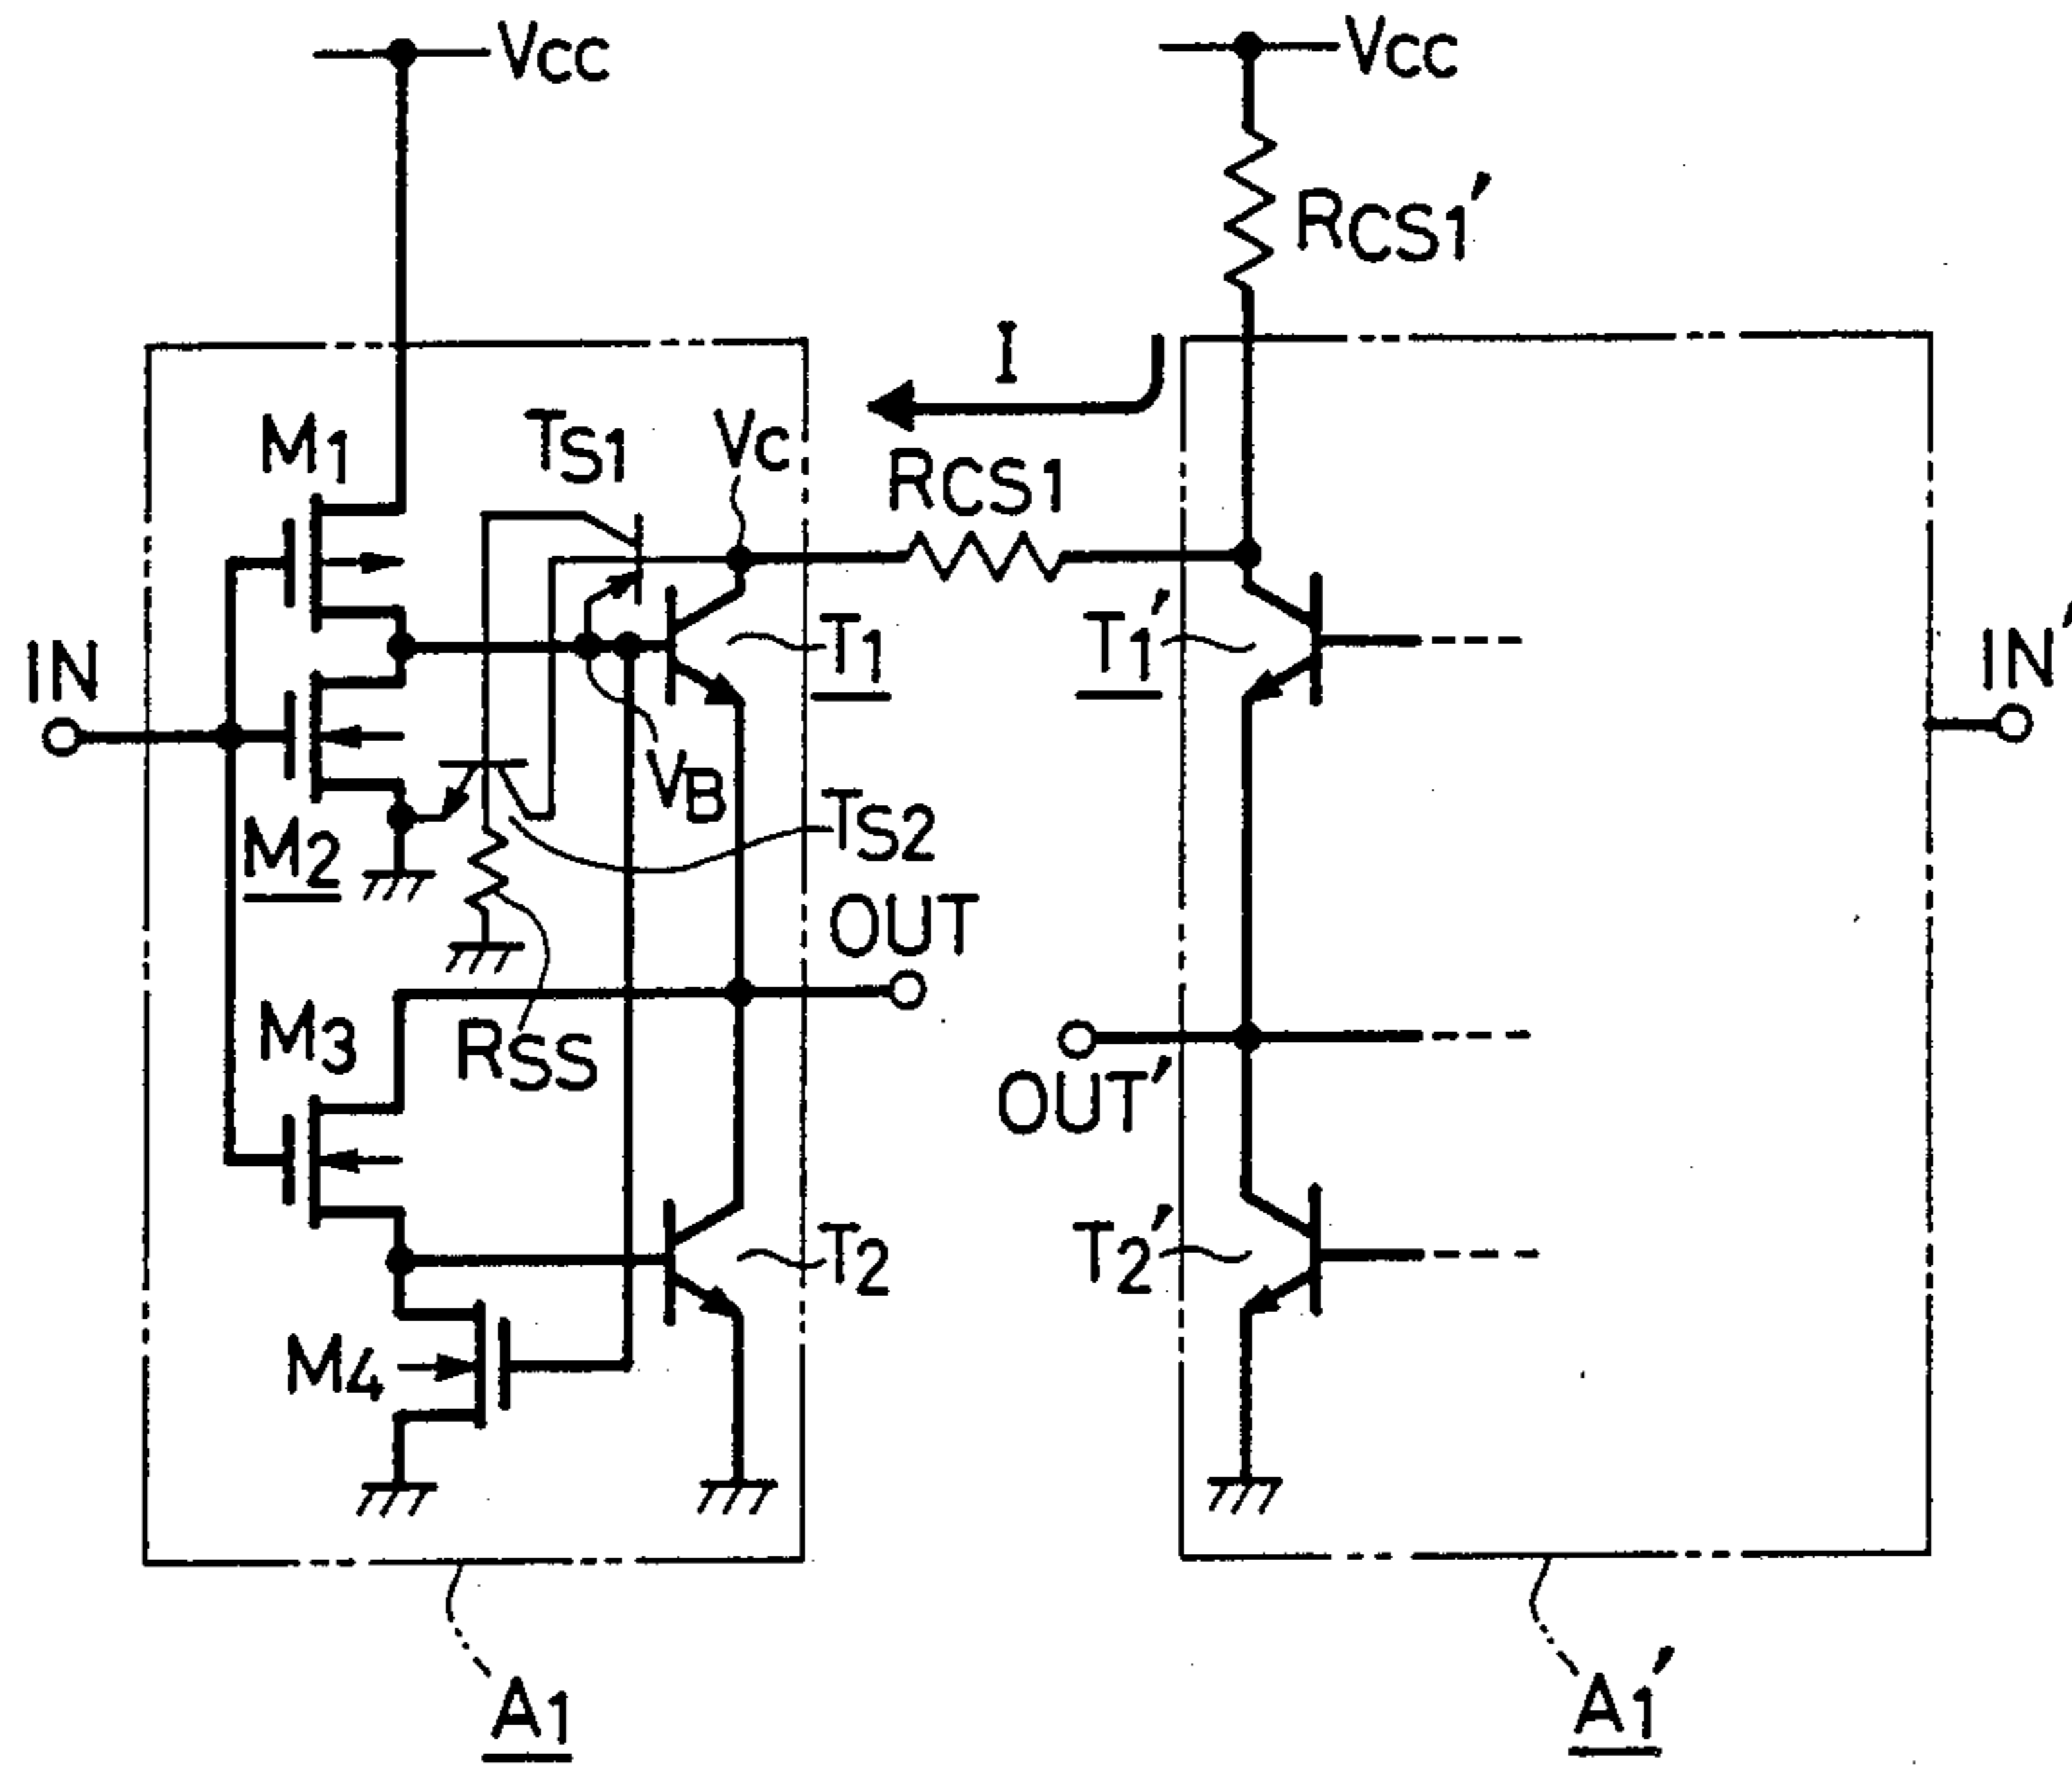 VCC
VCC
RCS1'
I
M1
TS1
VC
RCS1
T1
T1'
IN
IN'
VB
M2
TS2
OUT
M3
RSS
OUT'
T2
T2'
M4
A1
A1'